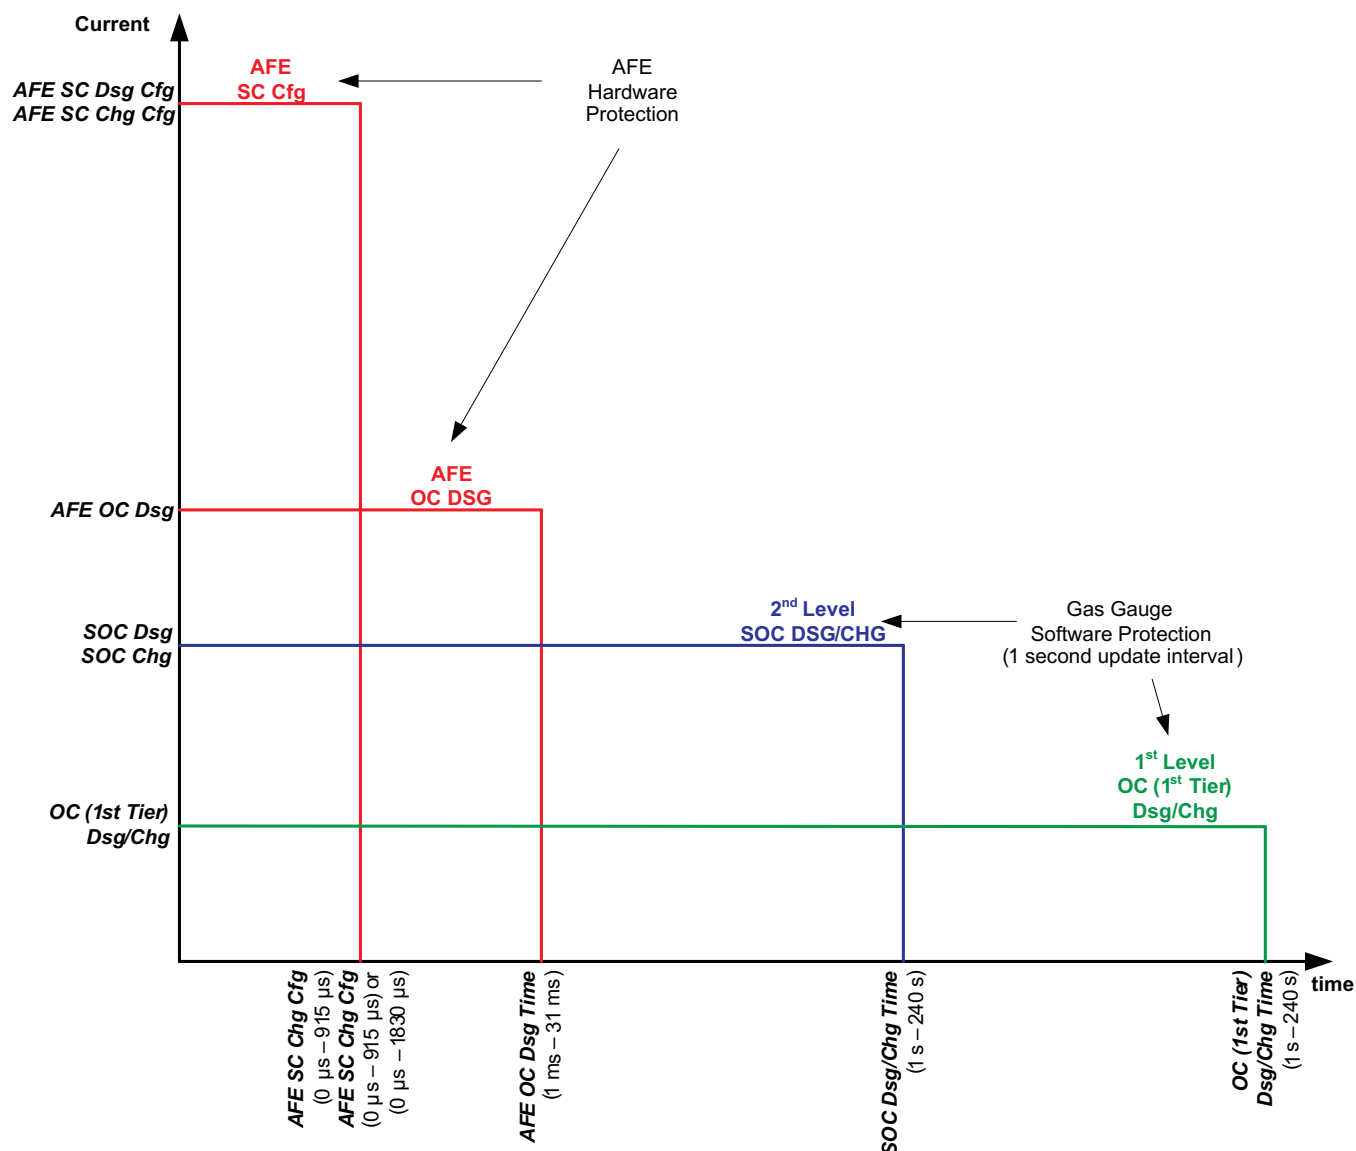 Current
AFE
SC Cfg
AFE
Hardware
Protection
AFE SC Dsg Cfg
AFE SC Chg Cfg
AFE
OC DSG
AFE OC Dsg
2nd Level
SOC DSG/CHG
Gas Gauge
Software Protection
(1 second update interval)
SOC Dsg
SOC Chg
1st Level
OC (1st Tier)
Dsg/Chg
OC (1st Tier)
Dsg/Chg
time
AFE SC Chg Cfg
(0 µs – 915 µs)
AFE SC Chg Cfg
(0 µs – 915 µs) or
(0 µs – 1830 µs)
AFE OC Dsg Time
(1 ms – 31 ms)
SOC Dsg/Chg Time
(1 s – 240 s)
OC (1st Tier)
Dsg/Chg Time
(1 s – 240 s)